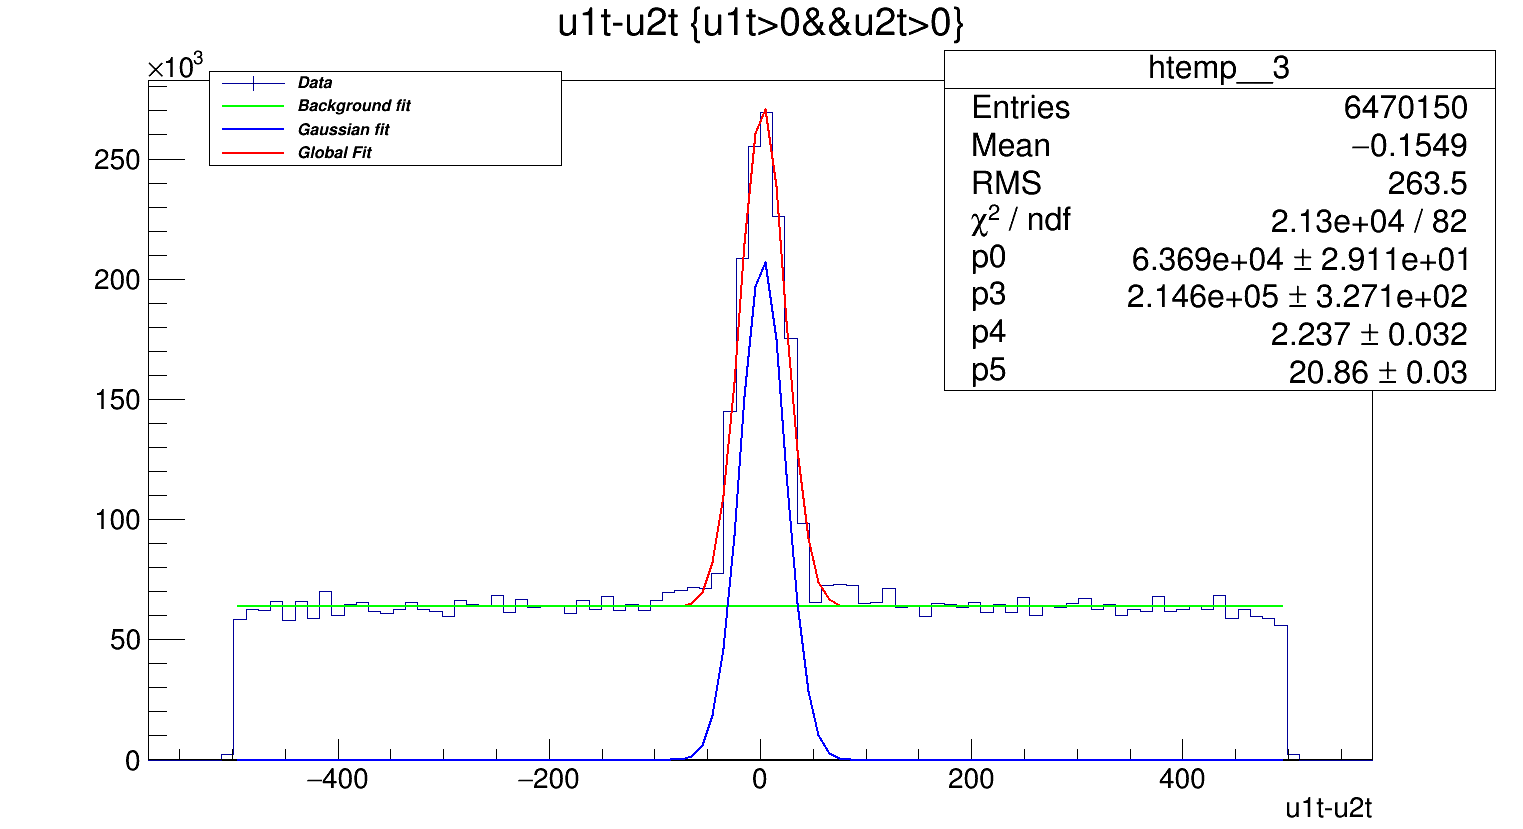 u1t-u2t {u1t>0&&u2t>0}
×10³
Data
Background fit
Gaussian fit
Global Fit
htemp__3
Entries 6470150
Mean −0.1549
RMS 263.5
χ² / ndf 2.13e+04 / 82
p0 6.369e+04 ± 2.911e+01
p3 2.146e+05 ± 3.271e+02
p4 2.237 ± 0.032
p5 20.86 ± 0.03
250
200
150
100
50
0
−400 −200 0 200 400
u1t-u2t